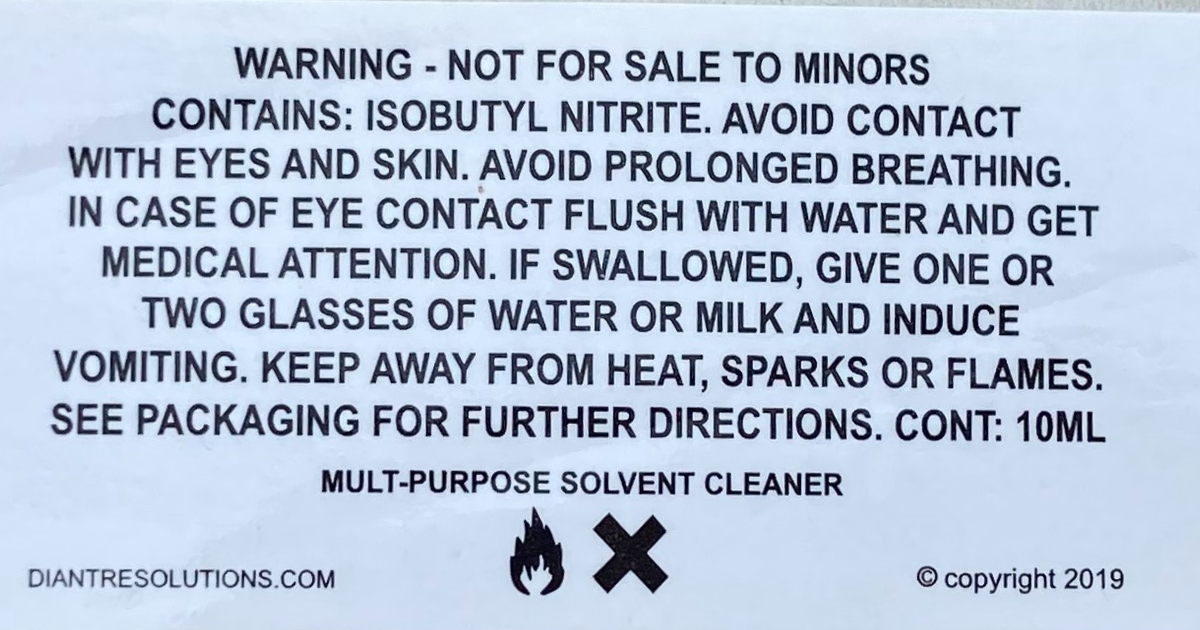 WARNING - NOT FOR SALE TO MINORS
CONTAINS: ISOBUTYL NITRITE. AVOID CONTACT
WITH EYES AND SKIN. AVOID PROLONGED BREATHING.
IN CASE OF EYE CONTACT FLUSH WITH WATER AND GET
MEDICAL ATTENTION. IF SWALLOWED, GIVE ONE OR
TWO GLASSES OF WATER OR MILK AND INDUCE
VOMITING. KEEP AWAY FROM HEAT, SPARKS OR FLAMES.
SEE PACKAGING FOR FURTHER DIRECTIONS. CONT: 10ML
MULT-PURPOSE SOLVENT CLEANER
DIANTRESOLUTIONS.COM
© copyright 2019